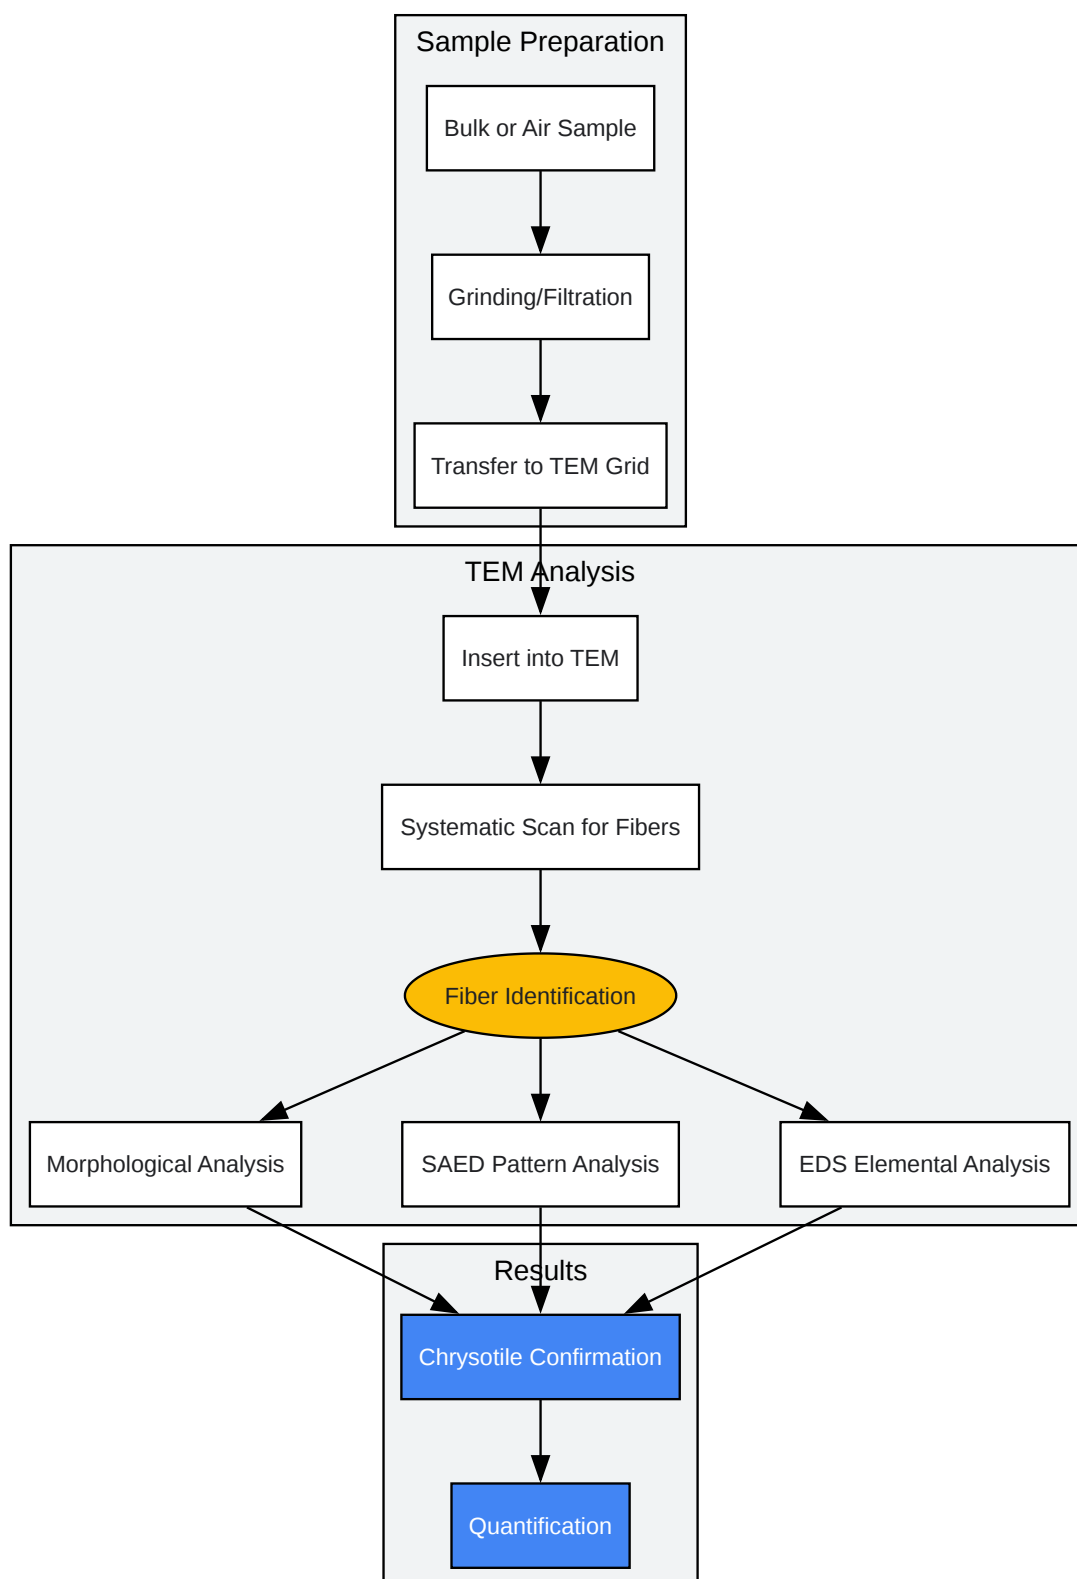 Sample Preparation
Bulk or Air Sample
Grinding/Filtration
Transfer to TEM Grid
TEM Analysis
Insert into TEM
Systematic Scan for Fibers
Fiber Identification
Morphological Analysis
SAED Pattern Analysis
EDS Elemental Analysis
Results
Chrysotile Confirmation
Quantification